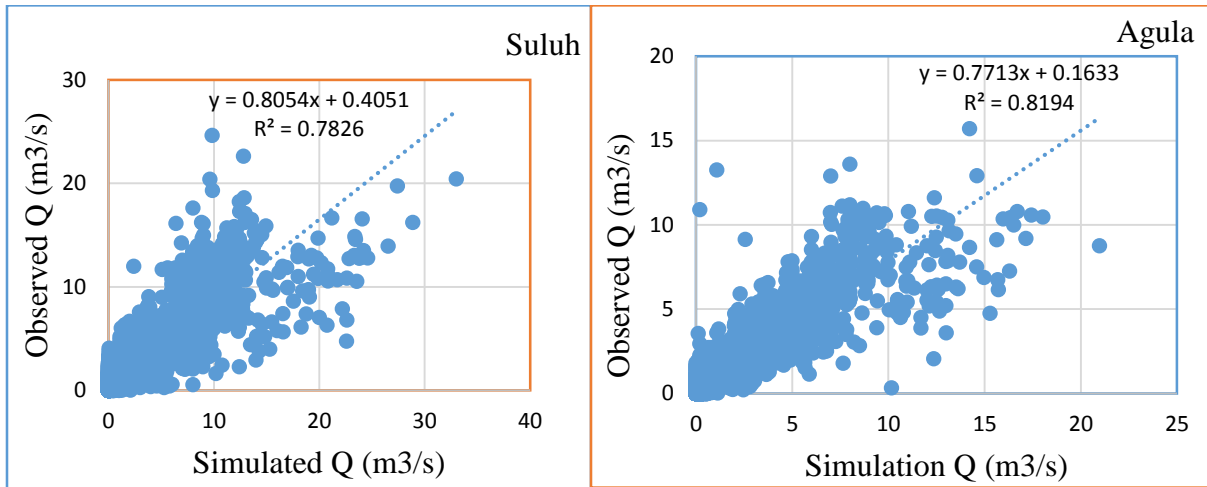 Suluh
30
20
10
0
0 10 20 30 40
y = 0.8054x + 0.4051
R² = 0.7826
Observed Q (m3/s)
Simulated Q (m3/s)
Agula
20
15
10
5
0
0 5 10 15 20 25
y = 0.7713x + 0.1633
R² = 0.8194
Observed Q (m3/s)
Simulation Q (m3/s)